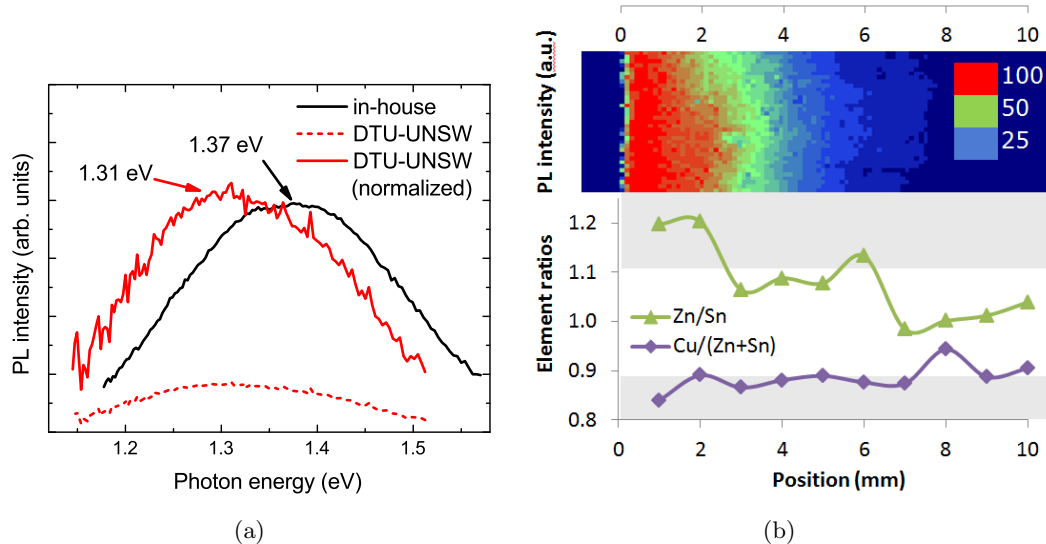 in-house
DTU-UNSW
DTU-UNSW
(normalized)
1.37 eV
1.31 eV
PL intensity (arb. units)
1.2 1.3 1.4 1.5
Photon energy (eV)
(a)
0 2 4 6 8 10
PL intensity (a.u.)
100
50
25
Element ratios
1.2
1.1
1.0
0.9
0.8
Zn/Sn
Cu/(Zn+Sn)
0 2 4 6 8 10
Position (mm)
(b)